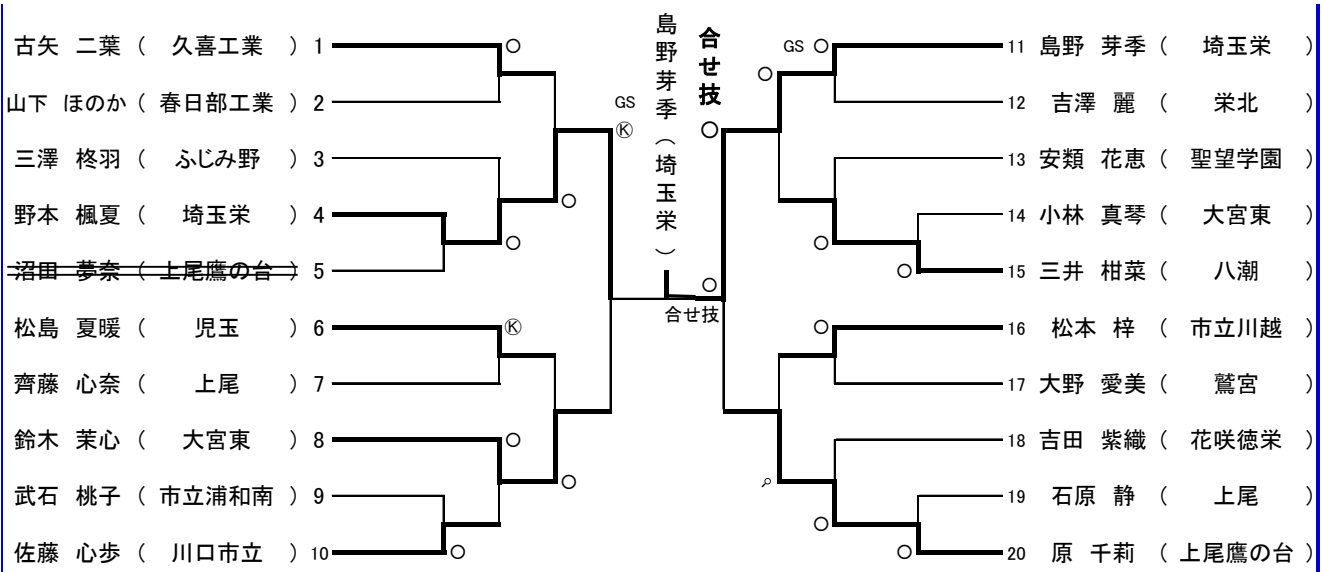 古矢 二葉 ( 久喜工業 ) 1
山下 ほのか ( 春日部工業 ) 2
三澤 柊羽 ( ふじみ野 ) 3
野本 楓夏 ( 埼玉栄 ) 4
沼田 夢奈 ( 上尾鷹の台 ) 5
松島 夏暖 ( 児玉 ) 6
齊藤 心奈 ( 上尾 ) 7
鈴木 茉心 ( 大宮東 ) 8
武石 桃子 ( 市立浦和南 ) 9
佐藤 心歩 ( 川口市立 ) 10
GS
Ⓚ
Ⓚ
島野芽季(埼玉栄)
合せ技
合せ技
GS
11 島野 芽季 ( 埼玉栄 )
12 吉澤 麗 ( 栄北 )
13 安類 花恵 ( 聖望学園 )
14 小林 真琴 ( 大宮東 )
15 三井 柑菜 ( 八潮 )
16 松本 梓 ( 市立川越 )
17 大野 愛美 ( 鷲宮 )
18 吉田 紫織 ( 花咲徳栄 )
19 石原 静 ( 上尾 )
20 原 千莉 ( 上尾鷹の台 )